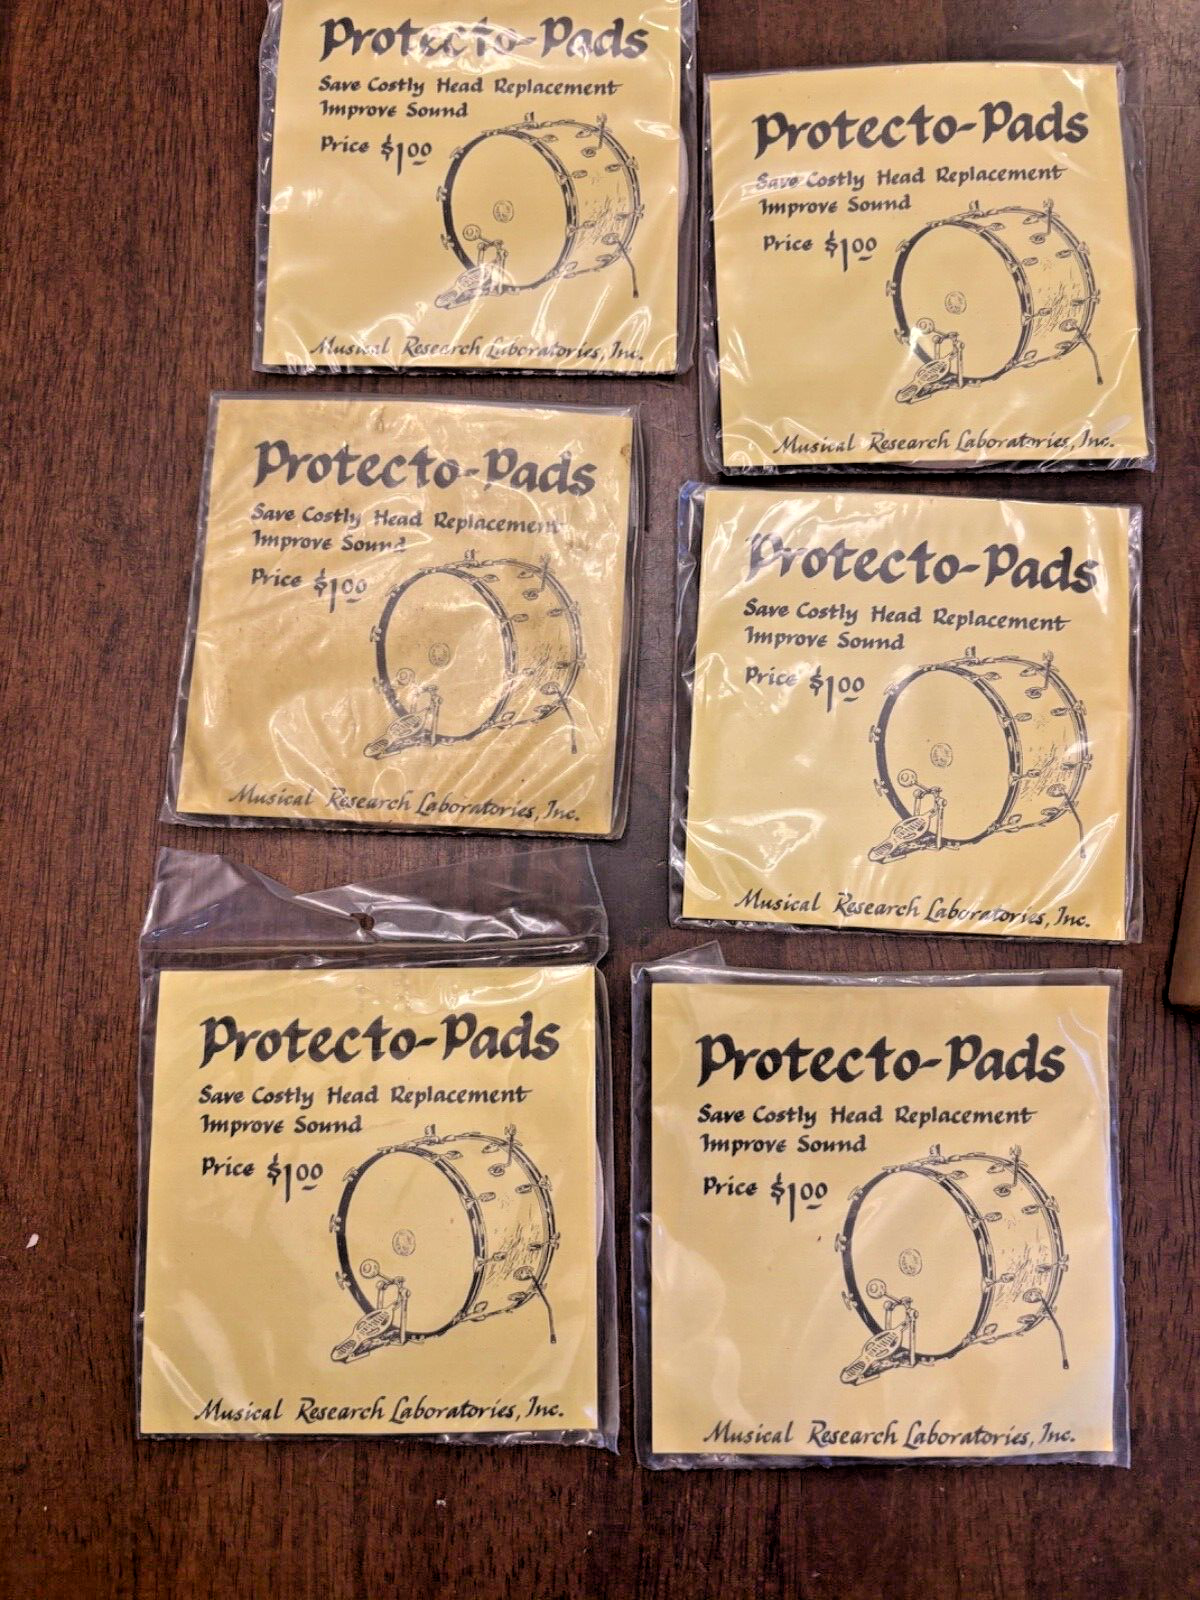 Protecto-Pads
Save Costly Head Replacement
Improve Sound
Price $1.00
Musical Research Laboratories, Inc.
Protecto-Pads
Save Costly Head Replacement
Improve Sound
Price $1.00
Musical Research Laboratories, Inc.
Protecto-Pads
Save Costly Head Replacement
Improve Sound
Price $1.00
Musical Research Laboratories, Inc.
Protecto-Pads
Save Costly Head Replacement
Improve Sound
Price $1.00
Musical Research Laboratories, Inc.
Protecto-Pads
Save Costly Head Replacement
Improve Sound
Price $1.00
Musical Research Laboratories, Inc.
Protecto-Pads
Save Costly Head Replacement
Improve Sound
Price $1.00
Musical Research Laboratories, Inc.